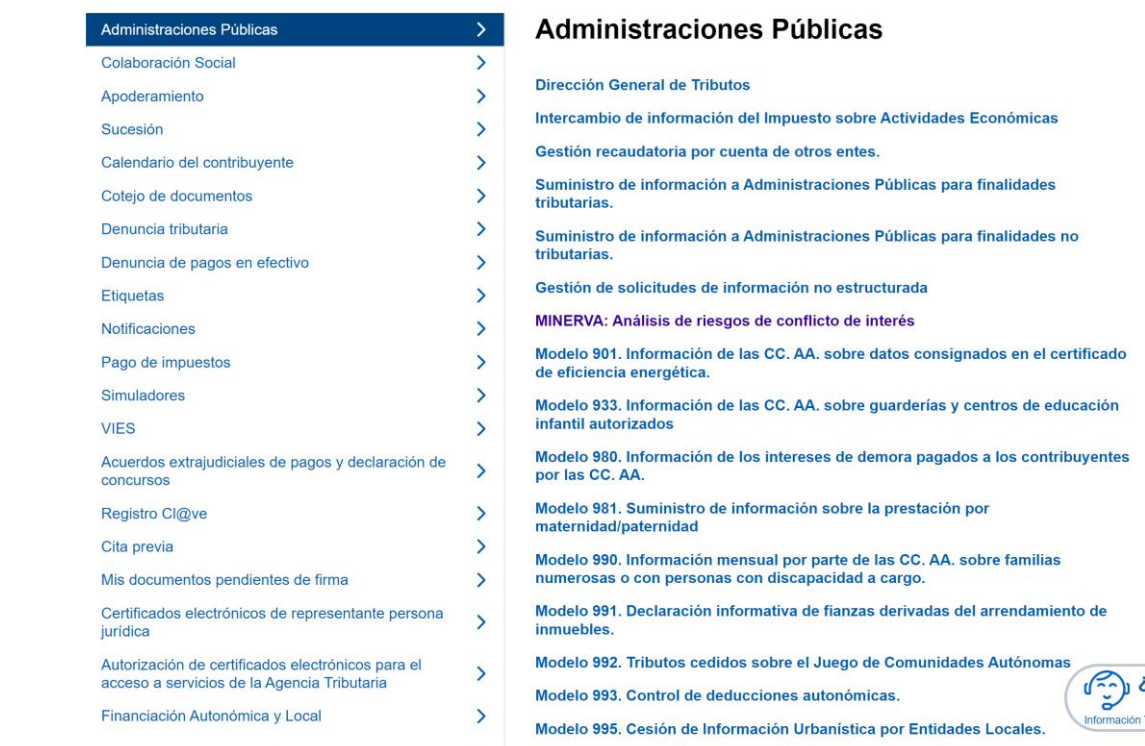 Administraciones Públicas
Colaboración Social
Apoderamiento
Sucesión
Calendario del contribuyente
Cotejo de documentos
Denuncia tributaria
Denuncia de pagos en efectivo
Etiquetas
Notificaciones
Pago de impuestos
Simuladores
VIES
Acuerdos extrajudiciales de pagos y declaración de
concursos
Registro Cl@ve
Cita previa
Mis documentos pendientes de firma
Certificados electrónicos de representante persona
jurídica
Autorización de certificados electrónicos para el
acceso a servicios de la Agencia Tributaria
Financiación Autonómica y Local
Administraciones Públicas
Dirección General de Tributos
Intercambio de información del Impuesto sobre Actividades Económicas
Gestión recaudatoria por cuenta de otros entes.
Suministro de información a Administraciones Públicas para finalidades
tributarias.
Suministro de información a Administraciones Públicas para finalidades no
tributarias.
Gestión de solicitudes de información no estructurada
MINERVA: Análisis de riesgos de conflicto de interés
Modelo 901. Información de las CC. AA. sobre datos consignados en el certificado
de eficiencia energética.
Modelo 933. Información de las CC. AA. sobre guarderías y centros de educación
infantil autorizados
Modelo 980. Información de los intereses de demora pagados a los contribuyentes
por las CC. AA.
Modelo 981. Suministro de información sobre la prestación por
maternidad/paternidad
Modelo 990. Información mensual por parte de las CC. AA. sobre familias
numerosas o con personas con discapacidad a cargo.
Modelo 991. Declaración informativa de fianzas derivadas del arrendamiento de
inmuebles.
Modelo 992. Tributos cedidos sobre el Juego de Comunidades Autónomas
Modelo 993. Control de deducciones autonómicas.
Modelo 995. Cesión de Información Urbanística por Entidades Locales.
Información